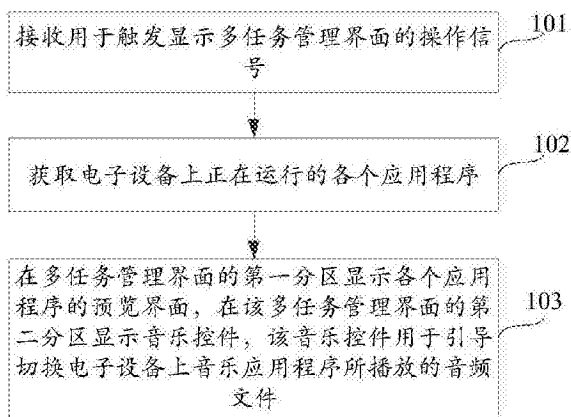 接收用于触发显示多任务管理界面的操作信
号
101
获取电子设备上正在运行的各个应用程序
102
在多任务管理界面的第一分区显示各个应用
程序的预览界面，在该多任务管理界面的第
二分区显示音乐控件，该音乐控件用于引导
切换电子设备上音乐应用程序所播放的音频
文件
103